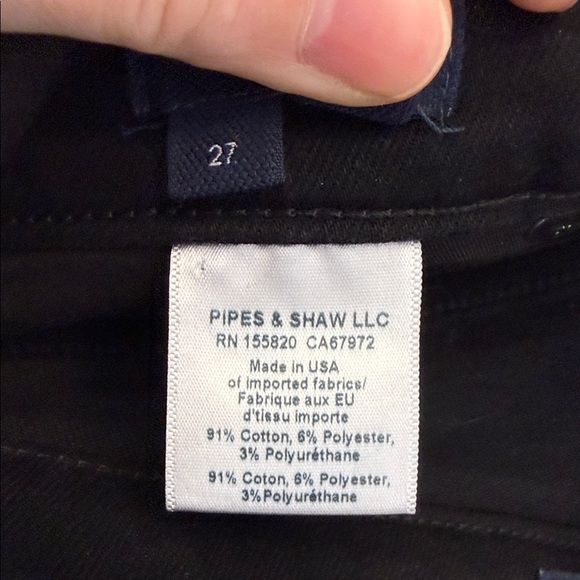 27
PIPES & SHAW LLC
RN 155820 CA67972
Made in USA
of imported fabrics/
Fabrique aux EU
d'tissu importe
91% Cotton, 6% Polyester,
3% Polyuréthane
91% Coton, 6% Polyester,
3%Polyuréthane